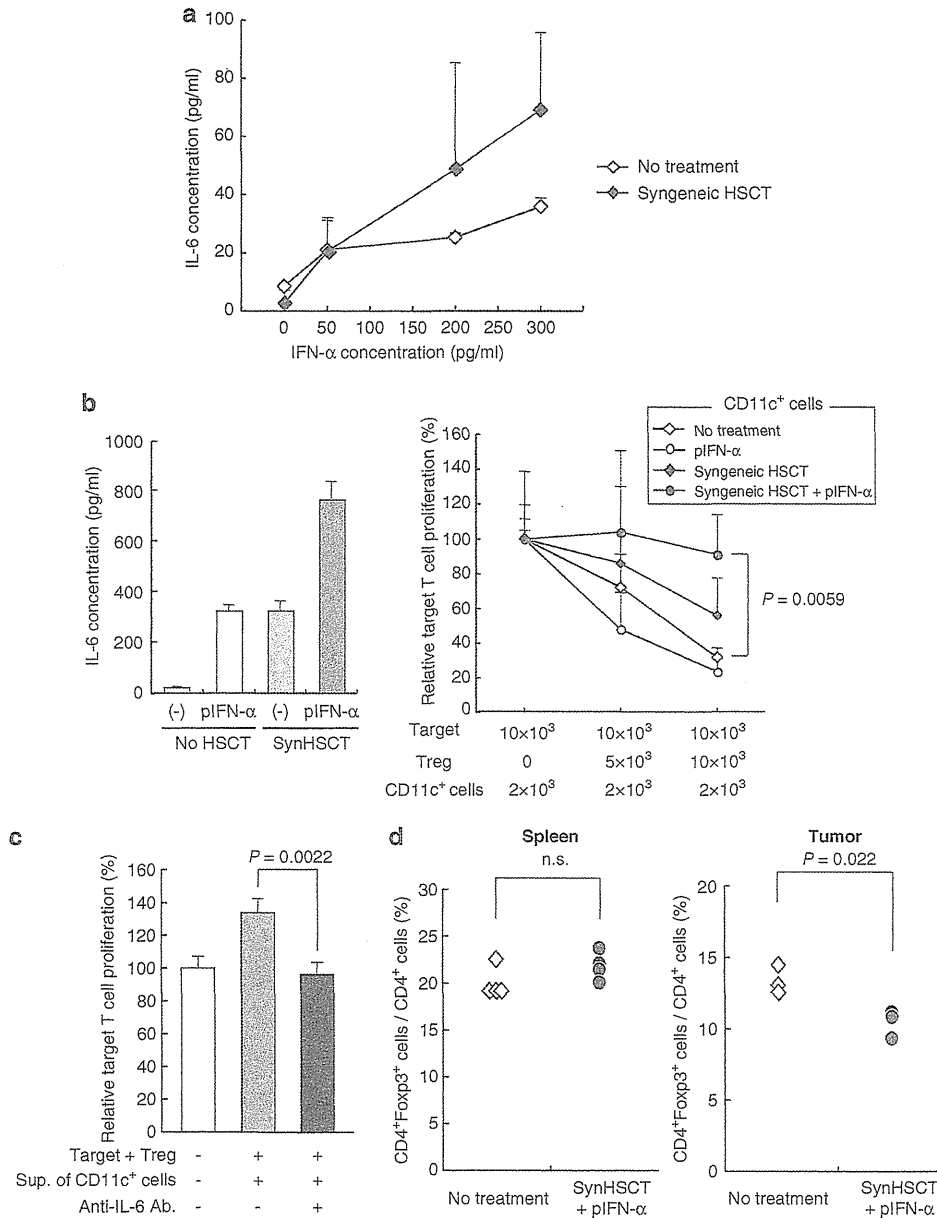 a
100
80
60
40
20
0
IL-6 concentration (pg/ml)
0 50 100 150 200 250 300
IFN-α concentration (pg/ml)
No treatment
Syngeneic HSCT
b
1000
800
600
400
200
0
IL-6 concentration (pg/ml)
(-) pIFN-α (-) pIFN-α
No HSCT SynHSCT
CD11c+ cells
No treatment
pIFN-α
Syngeneic HSCT
Syngeneic HSCT + pIFN-α
160
140
120
100
80
60
40
20
0
Relative target T cell proliferation (%)
P = 0.0059
Target 10×10³ 10×10³ 10×10³
Treg 0 5×10³ 10×10³
CD11c+ cells 2×10³ 2×10³ 2×10³
c
P = 0.0022
160
140
120
100
80
60
40
20
0
Relative target T cell proliferation (%)
Target + Treg - + +
Sup. of CD11c+ cells - + +
Anti-IL-6 Ab. - - +
d
Spleen
n.s.
30
25
20
15
10
5
0
CD4+Foxp3+ cells / CD4+ cells (%)
No treatment SynHSCT + pIFN-α
Tumor
P = 0.022
20
15
10
5
0
CD4+Foxp3+ cells / CD4+ cells (%)
No treatment SynHSCT + pIFN-α